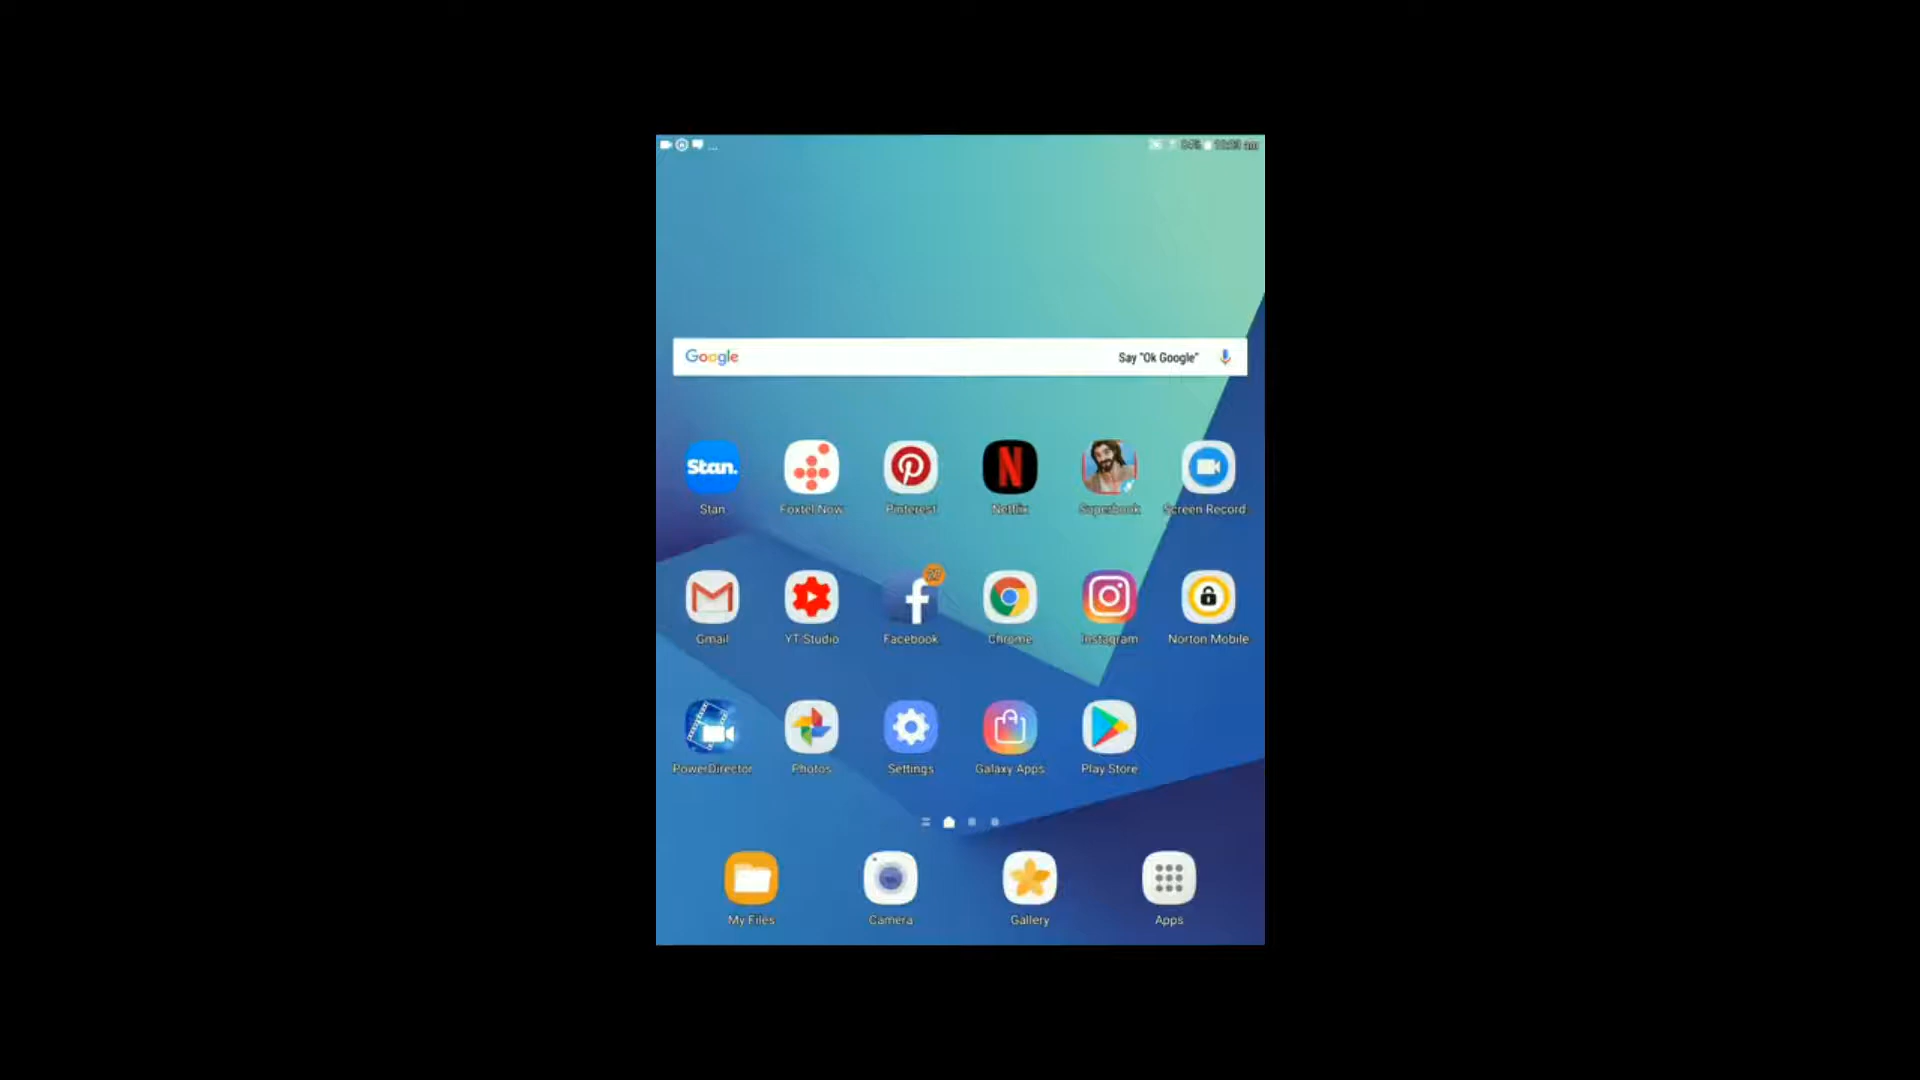 Google Say "Ok Google"
Stan.
Stan Foxtel Now Pinterest Netflix Superbook Screen Record
Gmail YT Studio Facebook Chrome Instagram Norton Mobile
PowerDirector Photos Settings Galaxy Apps Play Store
My Files Camera Gallery Apps